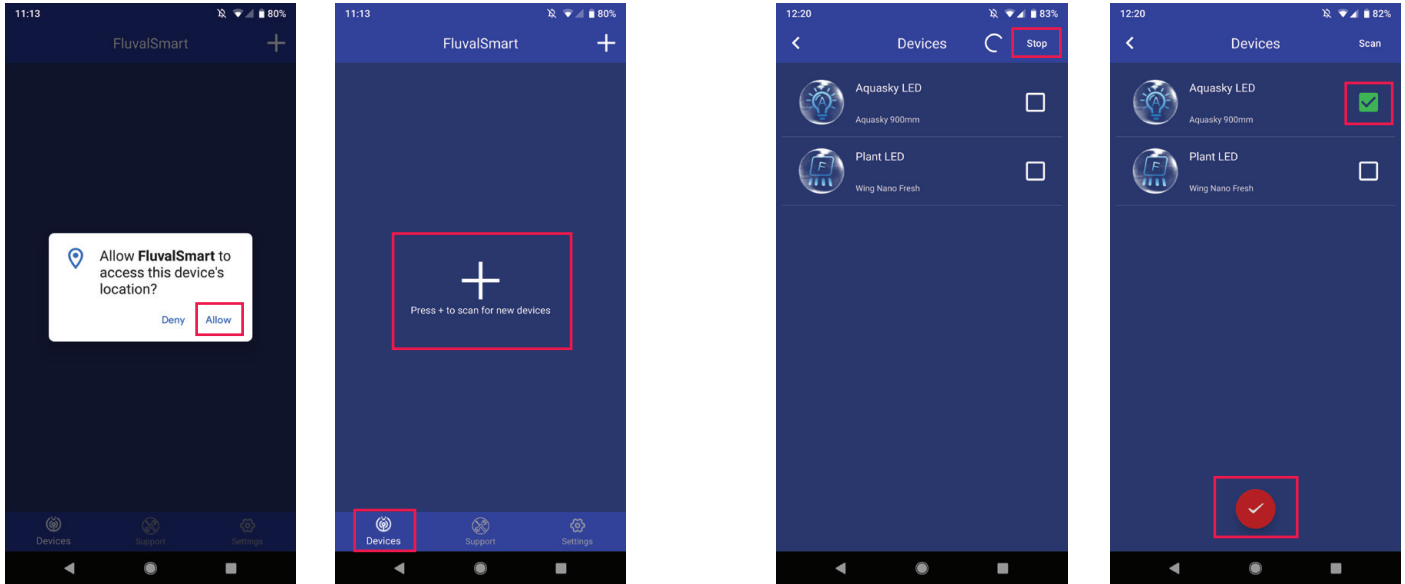 11:13
80%
FluvalSmart
Allow FluvalSmart to
access this device's
location?
Deny
Allow
Devices
Support
Settings
11:13
80%
FluvalSmart
Press + to scan for new devices
Devices
Support
Settings
12:20
83%
Devices
Stop
Aquasky LED
Aquasky 900mm
Plant LED
F
Wing Nano Fresh
12:20
82%
Devices
Scan
Aquasky LED
A
Aquasky 900mm
Plant LED
F
Wing Nano Fresh